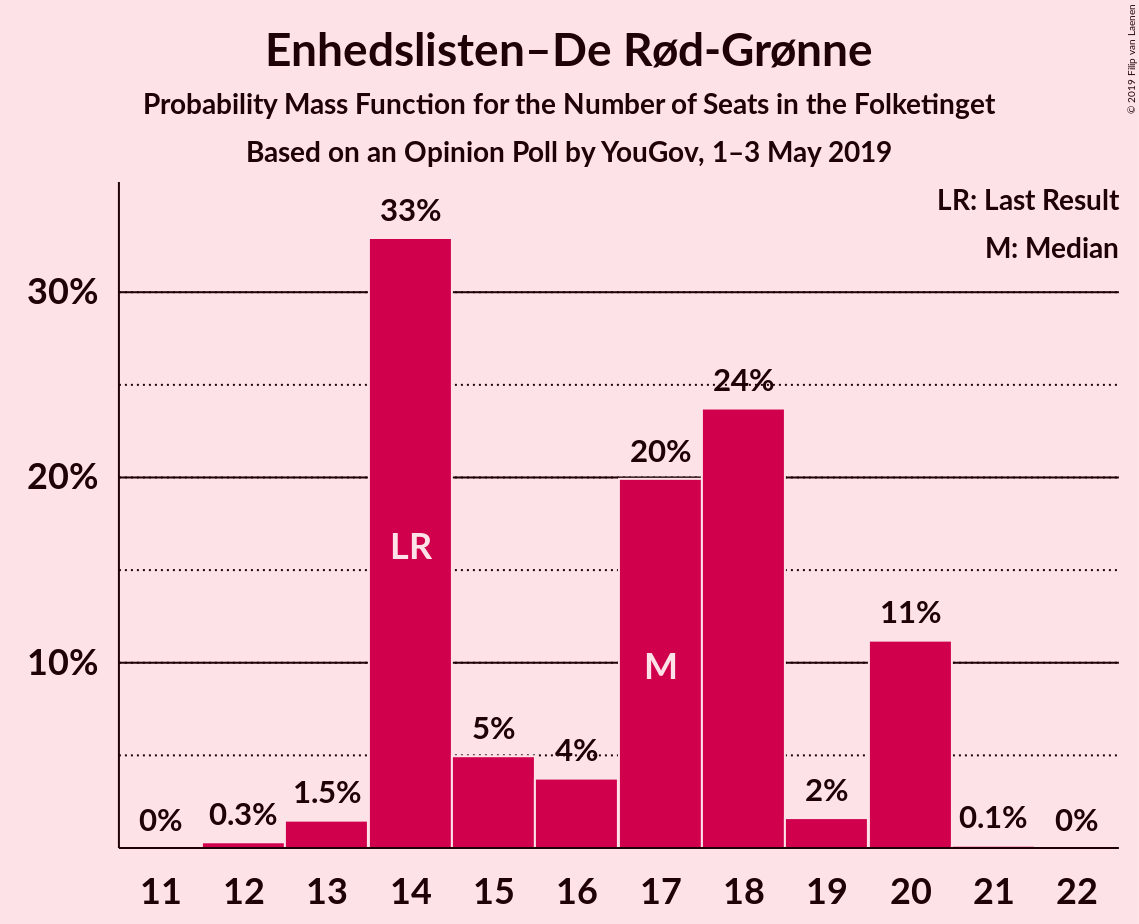 Enhedslisten–De Rød-Grønne
Probability Mass Function for the Number of Seats in the Folketinget
Based on an Opinion Poll by YouGov, 1–3 May 2019
© 2019 Filip van Laenen
LR: Last Result
M: Median
30%
20%
10%
0%
0.3%
1.5%
33%
5%
4%
20%
24%
2%
11%
0.1%
0%
LR
M
11 12 13 14 15 16 17 18 19 20 21 22